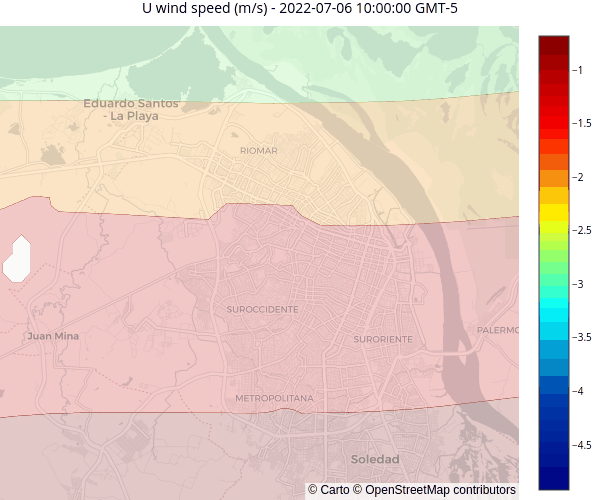 U wind speed (m/s) - 2022-07-06 10:00:00 GMT-5
Eduardo Santos
- La Playa
RIOMAR
SUROCCIDENTE
Juan Mina
SURORIENTE
PALERMO
METROPOLITANA
Soledad
© Carto © OpenStreetMap contributors
−1
−1.5
−2
−2.5
−3
−3.5
−4
−4.5